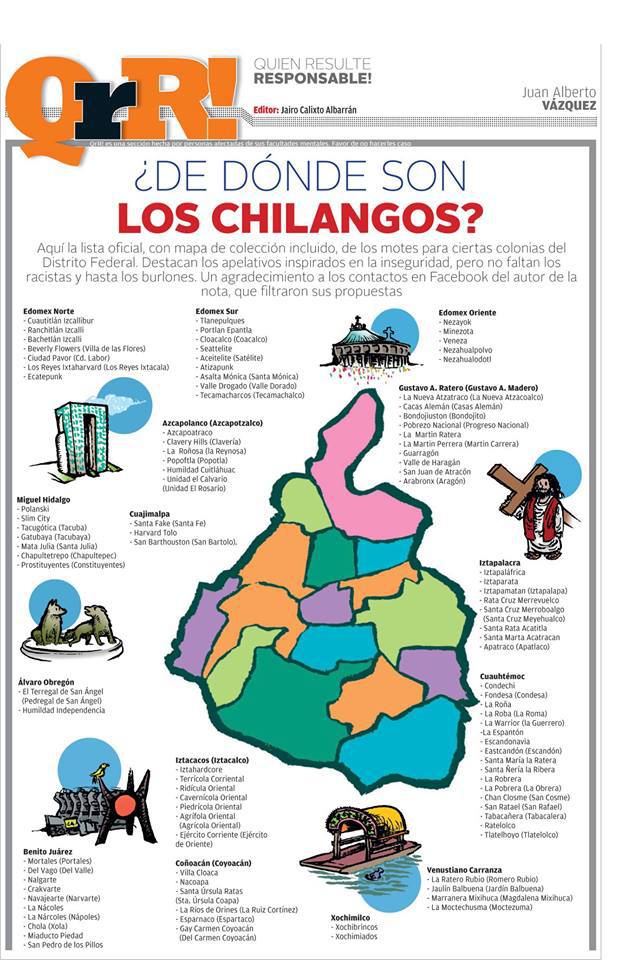 QrR!
QUIEN RESULTE
RESPONSABLE!
Editor: Jairo Calixto Albarrán
Juan Alberto
VÁZQUEZ
QrR! es una sección hecha por personas afectadas de sus facultades mentales. Favor de no hacerles caso
¿DE DÓNDE SON
LOS CHILANGOS?
Aquí la lista oficial, con mapa de colección incluido, de los motes para ciertas colonias del
Distrito Federal. Destacan los apelativos inspirados en la inseguridad, pero no faltan los
racistas y hasta los burlones. Un agradecimiento a los contactos en Facebook del autor de la
nota, que filtraron sus propuestas
Edomex Norte
- Cuautitlán Izcallibur
- Ranchitlán Izcalli
- Bachetlán Izcalli
- Beverly Flowers (Villa de las Flores)
- Ciudad Pavor (Cd. Labor)
- Los Reyes Ixtaharvard (Los Reyes Ixtacala)
- Ecatepunk
Edomex Sur
- Tlanepulques
- Portlan Epantla
- Cloacalco (Coacalco)
- Seattelite
- Aceitelite (Satélite)
- Atizapunk
- Asalta Mónica (Santa Mónica)
- Valle Drogado (Valle Dorado)
- Tecamacharcos (Tecamachalco)
Edomex Oriente
- Nezayok
- Minezota
- Veneza
- Nezahualpolvo
- Nezahualodotl
Gustavo A. Ratero (Gustavo A. Madero)
- La Nueva Atzatraco (La Nueva Atzacoalco)
- Cacas Alemán (Casas Alemán)
- Bondojiuston (Bondojito)
- Pobrezo Nacional (Progreso Nacional)
- La Martin Ratera
- La Martin Perrera (Martin Carrera)
- Guarragón
- Valle de Haragán
- San Juan de Atracón
- Arabronx (Aragón)
Azcapolanco (Azcapotzalco)
- Azcapoatraco
- Clavery Hills (Clavería)
- La Roñosa (la Reynosa)
- Popoftla (Popotla)
- Humildad Cuitláhuac
- Unidad el Calvario
(Unidad El Rosario)
Miguel Hidalgo
- Polanski
- Slim City
- Tacugótica (Tacuba)
- Gatubaya (Tacubaya)
- Mata Julia (Santa Julia)
- Chapultetrepo (Chapultepec)
- Prostituyentes (Constituyentes)
Cuajimalpa
- Santa Fake (Santa Fe)
- Harvard Tolo
- San Barthouston (San Bartolo),
Iztapalacra
- Iztapaláfrica
- Iztaparata
- Iztapamatan (Iztapalapa)
- Rata Cruz Merrevuelco
- Santa Cruz Merroboalgo
(Santa Cruz Meyehualco)
- Santa Rata Acatitla
- Santa Marta Acatracan
- Apatraco (Apatlaco)
Álvaro Obregón
- El Terregal de San Ángel
(Pedregal de San Ángel)
- Humildad Independencia
Cuauhtémoc
- Condechi
- Fondesa (Condesa)
- La Roña
- La Roba (La Roma)
- La Warrior (la Guerrero)
-La Espantón
- Escandonavia
- Eastcandón (Escandón)
- Santa María la Ratera
- Santa Ñería la Ribera
- La Robrera
- La Pobrera (La Obrera)
- Chan Closme (San Cosme)
- San Ratael (San Rafael)
- Tabacañera (Tabacalera)
- Ratelolco
- Tlatelhoyo (Tlatelolco)
Iztacacos (Iztacalco)
- Iztahardcore
- Terrícola Corriental
- Ridícula Oriental
- Cavernícola Oriental
- Piedrícola Oriental
- Agrífola Oriental
(Agrícola Oriental)
- Ejército Corriente (Ejército
de Oriente)
Benito Juárez
- Mortales (Portales)
- Del Vago (Del Valle)
- Nalgarte
- Crakvarte
- Navajearte (Narvarte)
- La Nácoles
- La Nárcoles (Nápoles)
- Chola (Xola)
- Miaducto Piedad
- San Pedro de los Pillos
Coñoacán (Coyoacán)
- Villa Cloaca
- Nacoapa
- Santa Úrsula Ratas
(Sta. Úrsula Coapa)
- La Ríos de Orines (La Ruiz Cortínez)
- Esparnaco (Espartaco)
- Gay Carmen Coyoacán
(Del Carmen Coyoacán)
Xochimilco
- Xochibrincos
- Xochimiados
Venustiano Carranza
- La Ratero Rubio (Romero Rubio)
- Jaulín Balbuena (Jardín Balbuena)
- Marranera Mixihuca (Magdalena Mixihuca)
- La Moctechusma (Moctezuma)